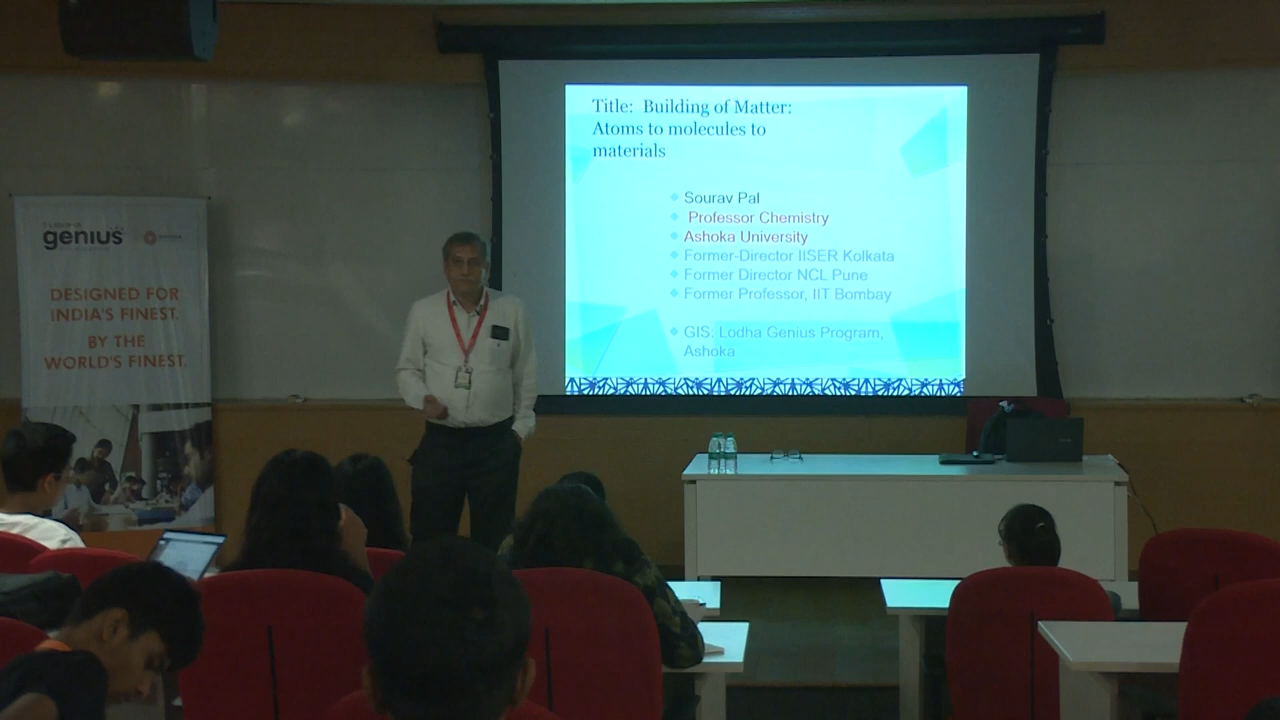 genius
DESIGNED FOR
INDIA'S FINEST.
BY THE
WORLD'S FINEST.
Title: Building of Matter:
Atoms to molecules to
materials
Sourav Pal
Professor Chemistry
Ashoka University
Former-Director IISER Kolkata
Former Director NCL Pune
Former Professor, IIT Bombay
GIS: Lodha Genius Program,
Ashoka